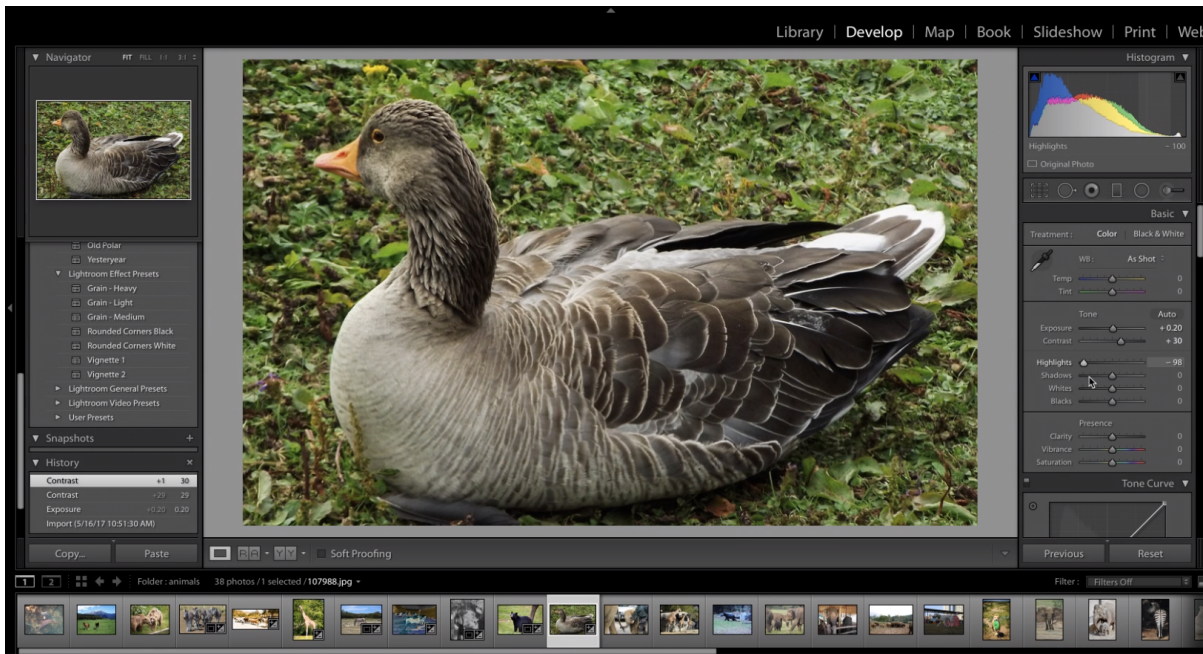 Library | Develop | Map | Book | Slideshow | Print | Web
Navigator FIT FILL 1:1 3:1
Old Polar
Yesteryear
Lightroom Effect Presets
Grain - Heavy
Grain - Light
Grain - Medium
Rounded Corners Black
Rounded Corners White
Vignette 1
Vignette 2
Lightroom General Presets
Lightroom Video Presets
User Presets
Snapshots +
History ×
Contrast +1 30
Contrast +29 29
Exposure +0.20 0.20
Import (5/16/17 10:51:30 AM)
Copy... Paste
Soft Proofing
Histogram
Highlights - 100
Original Photo
Basic
Treatment : Color | Black & White
WB : As Shot
Temp 0
Tint 0
Tone Auto
Exposure + 0.20
Contrast + 30
Highlights - 98
Shadows 0
Whites 0
Blacks 0
Presence
Clarity 0
Vibrance 0
Saturation 0
Tone Curve
Previous Reset
1 2 Folder : animals 38 photos / 1 selected / 107988.jpg Filter : Filters Off